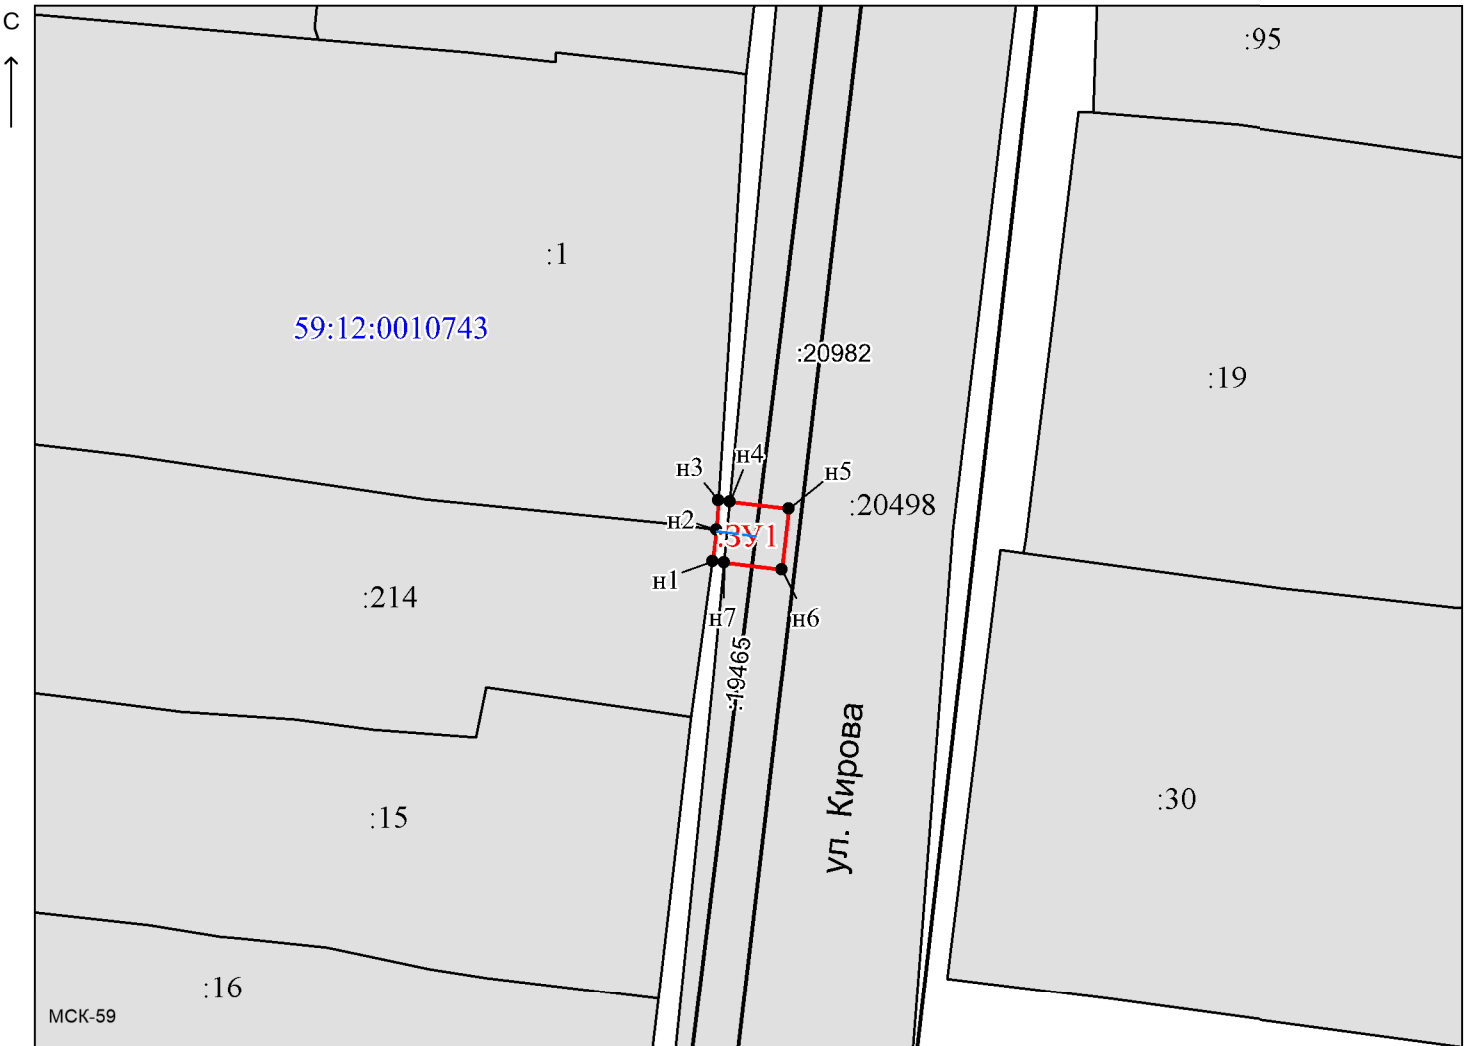 С
:95
:1
59:12:0010743
:20982
:19
н3
н4
н5
:20498
н2
:ЗУ1
н1
:214
н7
н6
:19465
ул. Кирова
:15
:30
:16
МСК-59